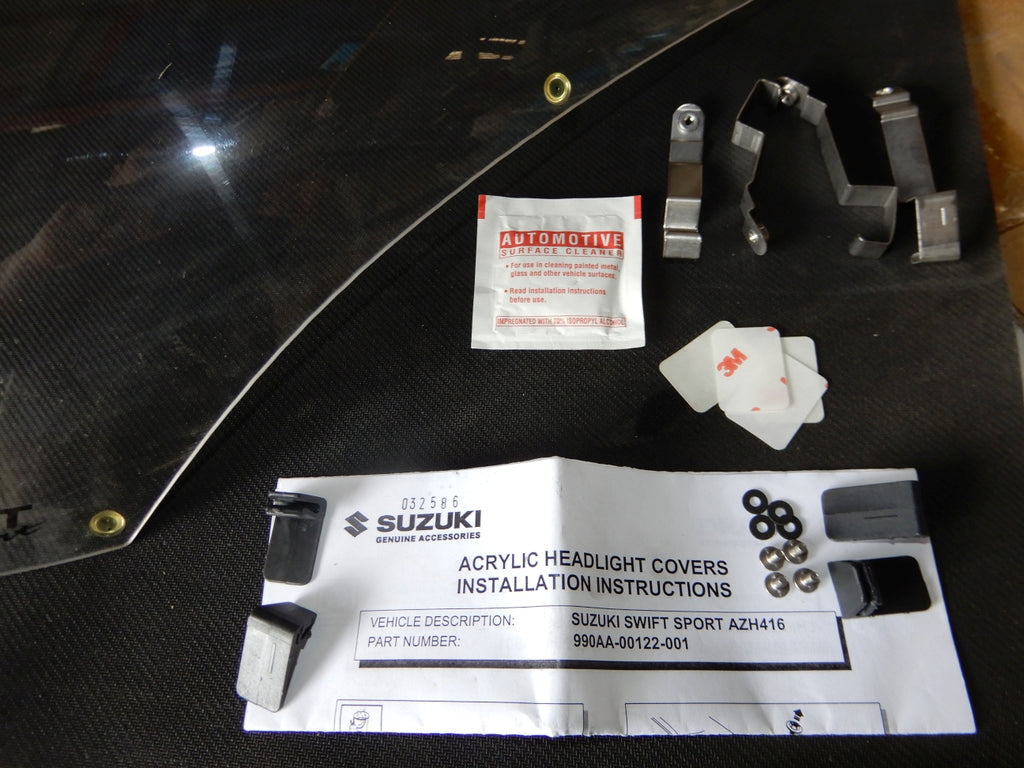 AUTOMOTIVE
SURFACE CLEANER
• For use in cleaning painted metal,
glass and other vehicle surfaces.
• Read installation instructions
before use.
IMPREGNATED WITH 70% ISOPROPYL ALCOHOL
3M
T
032586
SUZUKI
GENUINE ACCESSORIES
ACRYLIC HEADLIGHT COVERS
INSTALLATION INSTRUCTIONS
VEHICLE DESCRIPTION: SUZUKI SWIFT SPORT AZH416
PART NUMBER: 990AA-00122-001